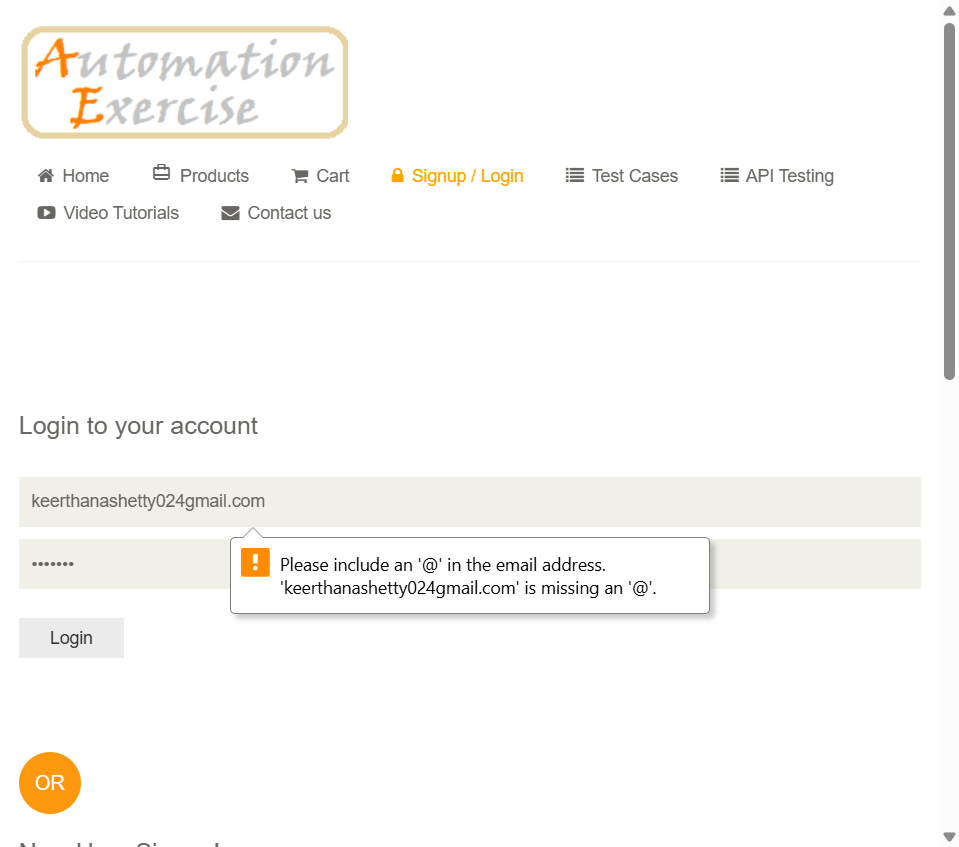 Automation
Exercise
Home Products Cart Signup / Login Test Cases API Testing
Video Tutorials Contact us
Login to your account
keerthanashetty024gmail.com
•••••••
Please include an '@' in the email address.
'keerthanashetty024gmail.com' is missing an '@'.
Login
OR